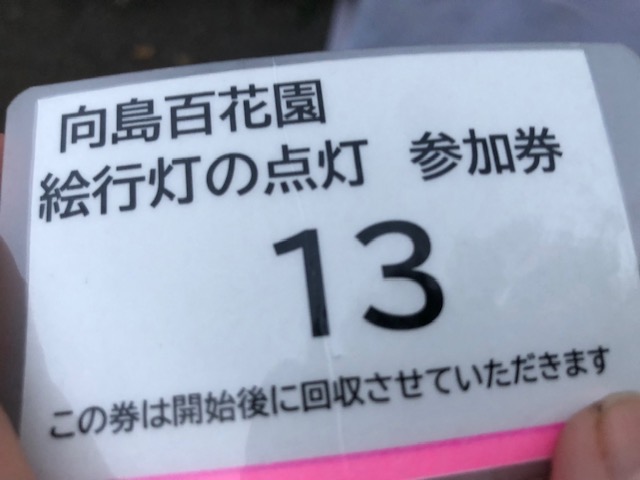 向島百花園
絵行灯の点灯 参加券
13
この券は開始後に回収させていただきます